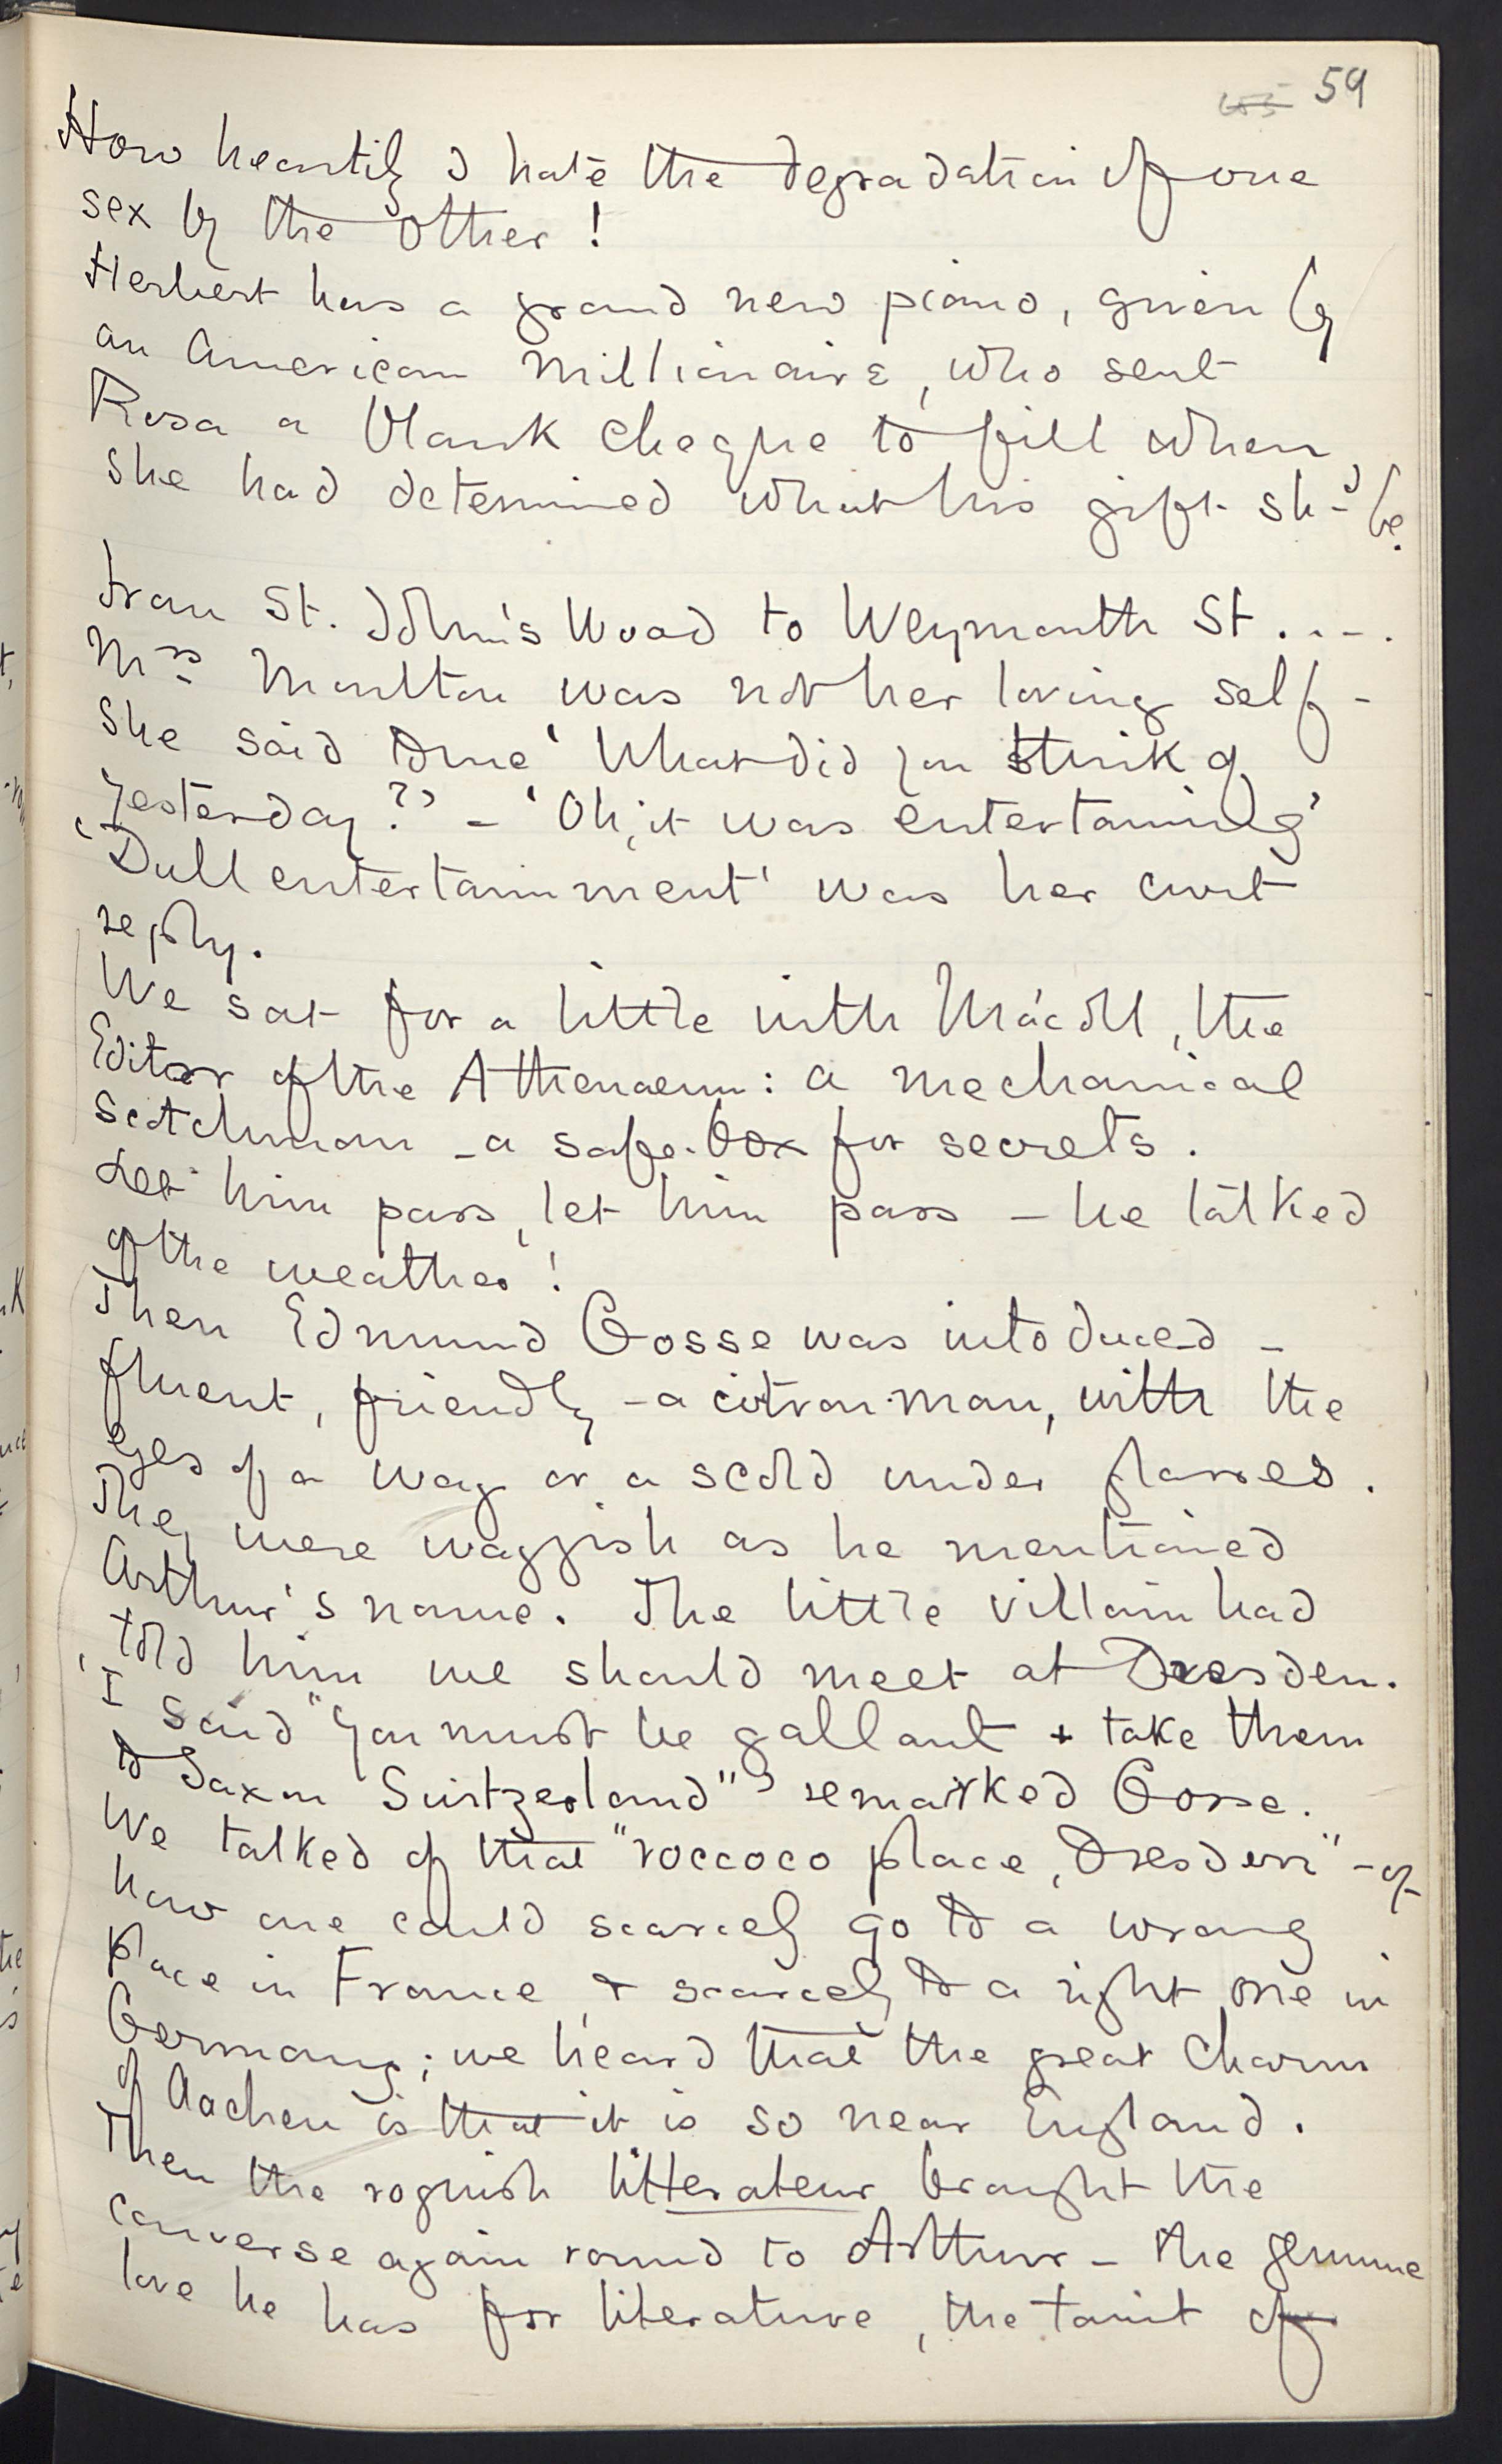 59
How heartily I hate the degradation of one
sex by the other!
Herbert has a grand new piano, given by
an American Millionaire, who sent
Rosa a blank cheque to fill when
she had determined what his gift shd be.
From St. John's Wood to Weymouth St. . . .
Mrs Moulton was not her loving self -
She said to me 'What did you think of
yesterday?' - 'Oh, it was entertaining'
'Dull entertainment' was her curt
reply.
We sat for a little with MacColl, the
Editor of the Athenaeum: a mechanical
Scotchman - a safe-box for secrets.
Let him pass, let him pass - he talked
of the weather!
Then Edmund Gosse was intoduced -
fluent, friendly - a citron-man, with the
eyes of a wag or a scold under glasses.
They were waggish as he mentioned
Arthur's name. The little villain had
told him we should meet at Dresden.
'I said "You must be gallant + take them
to Saxon Switzerland"' remarked Gosse.
We talked of that "roccoco place, Dresden" - of
how one could scarcely go to a wrong
place in France, & scarcely to a right one in
Germany; we heard that the great charm
of Aachen is that it is so near England.
Then the roguish litterateur brought the
converse again round to Arthur - the genuine
love he has for literature, the taint of